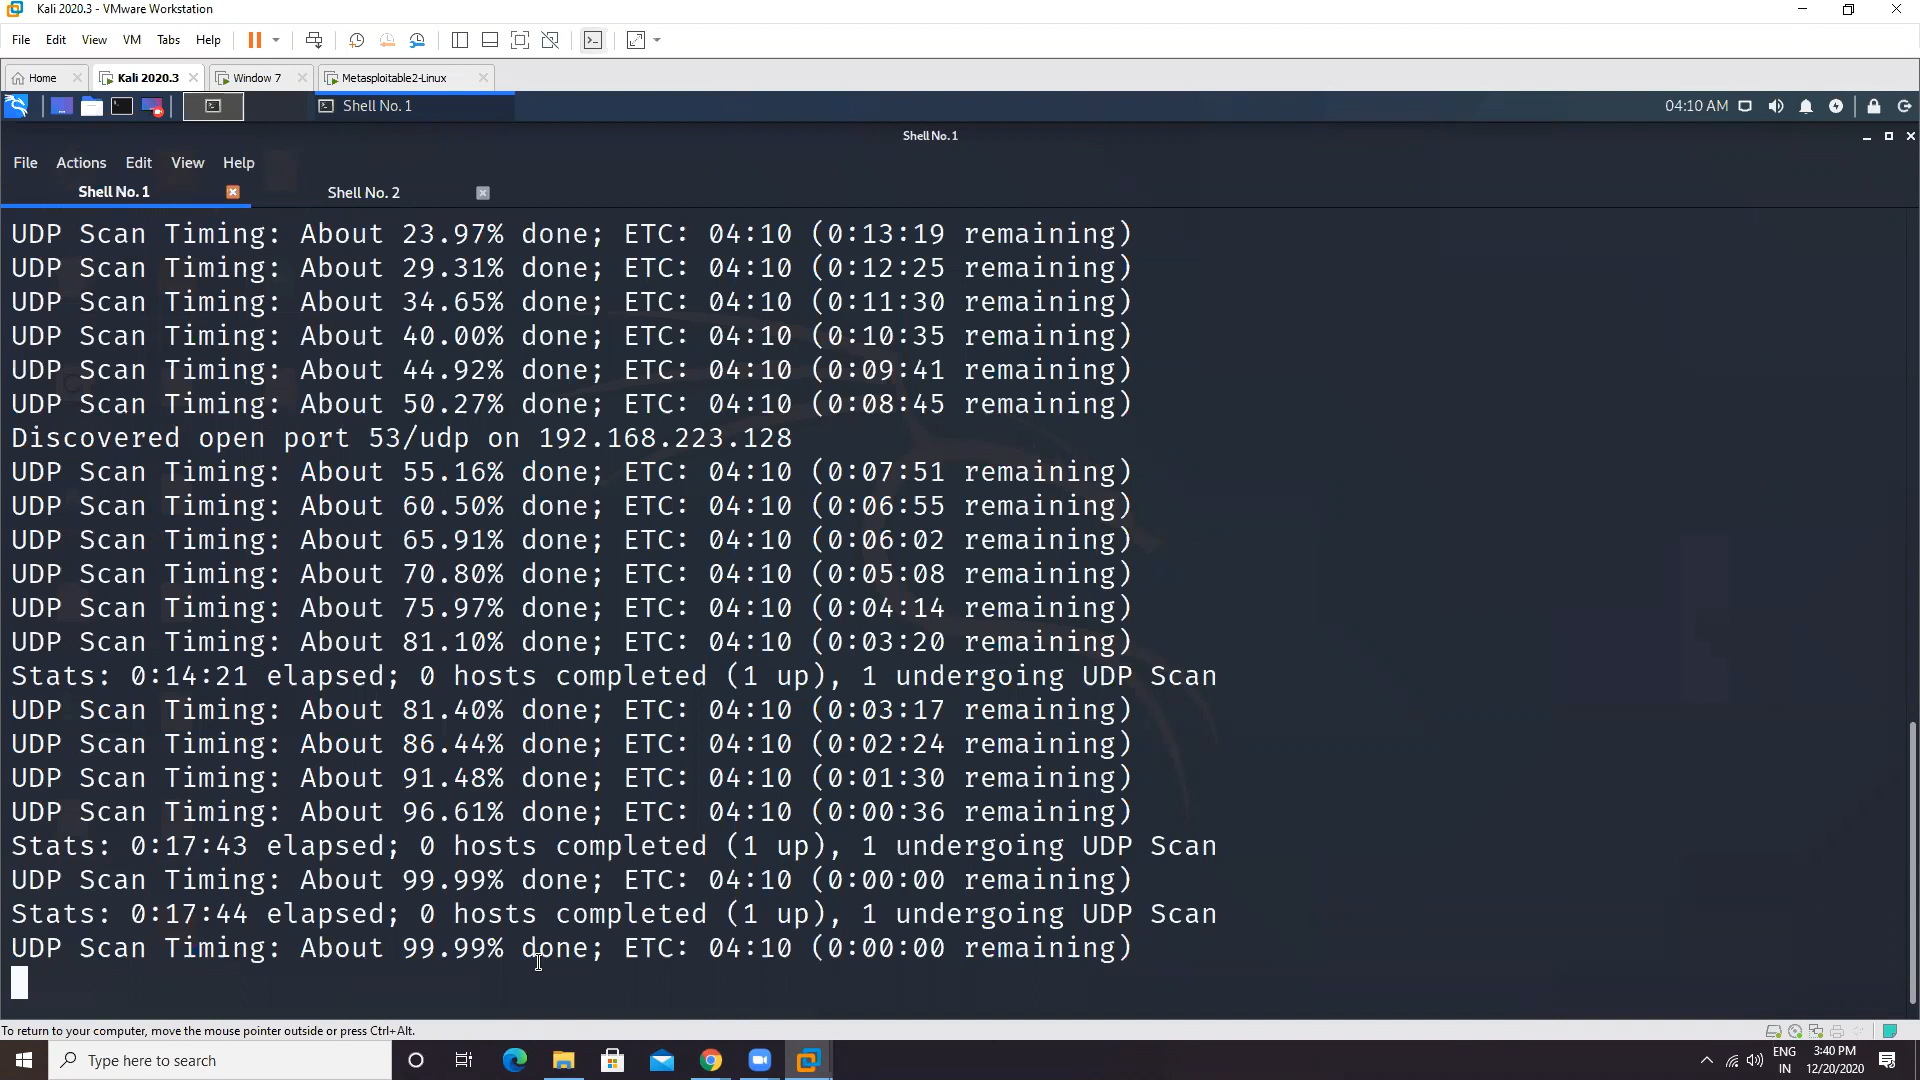 Kali 2020.3 - VMware Workstation
File Edit View VM Tabs Help
Home Kali 2020.3 Window 7 Metasploitable2-Linux
Shell No. 1 04:10 AM
Shell No. 1
File Actions Edit View Help
Shell No. 1 Shell No. 2
UDP Scan Timing: About 23.97% done; ETC: 04:10 (0:13:19 remaining)
UDP Scan Timing: About 29.31% done; ETC: 04:10 (0:12:25 remaining)
UDP Scan Timing: About 34.65% done; ETC: 04:10 (0:11:30 remaining)
UDP Scan Timing: About 40.00% done; ETC: 04:10 (0:10:35 remaining)
UDP Scan Timing: About 44.92% done; ETC: 04:10 (0:09:41 remaining)
UDP Scan Timing: About 50.27% done; ETC: 04:10 (0:08:45 remaining)
Discovered open port 53/udp on 192.168.223.128
UDP Scan Timing: About 55.16% done; ETC: 04:10 (0:07:51 remaining)
UDP Scan Timing: About 60.50% done; ETC: 04:10 (0:06:55 remaining)
UDP Scan Timing: About 65.91% done; ETC: 04:10 (0:06:02 remaining)
UDP Scan Timing: About 70.80% done; ETC: 04:10 (0:05:08 remaining)
UDP Scan Timing: About 75.97% done; ETC: 04:10 (0:04:14 remaining)
UDP Scan Timing: About 81.10% done; ETC: 04:10 (0:03:20 remaining)
Stats: 0:14:21 elapsed; 0 hosts completed (1 up), 1 undergoing UDP Scan
UDP Scan Timing: About 81.40% done; ETC: 04:10 (0:03:17 remaining)
UDP Scan Timing: About 86.44% done; ETC: 04:10 (0:02:24 remaining)
UDP Scan Timing: About 91.48% done; ETC: 04:10 (0:01:30 remaining)
UDP Scan Timing: About 96.61% done; ETC: 04:10 (0:00:36 remaining)
Stats: 0:17:43 elapsed; 0 hosts completed (1 up), 1 undergoing UDP Scan
UDP Scan Timing: About 99.99% done; ETC: 04:10 (0:00:00 remaining)
Stats: 0:17:44 elapsed; 0 hosts completed (1 up), 1 undergoing UDP Scan
UDP Scan Timing: About 99.99% done; ETC: 04:10 (0:00:00 remaining)
To return to your computer, move the mouse pointer outside or press Ctrl+Alt.
Type here to search ENG 3:40 PM
IN 12/20/2020